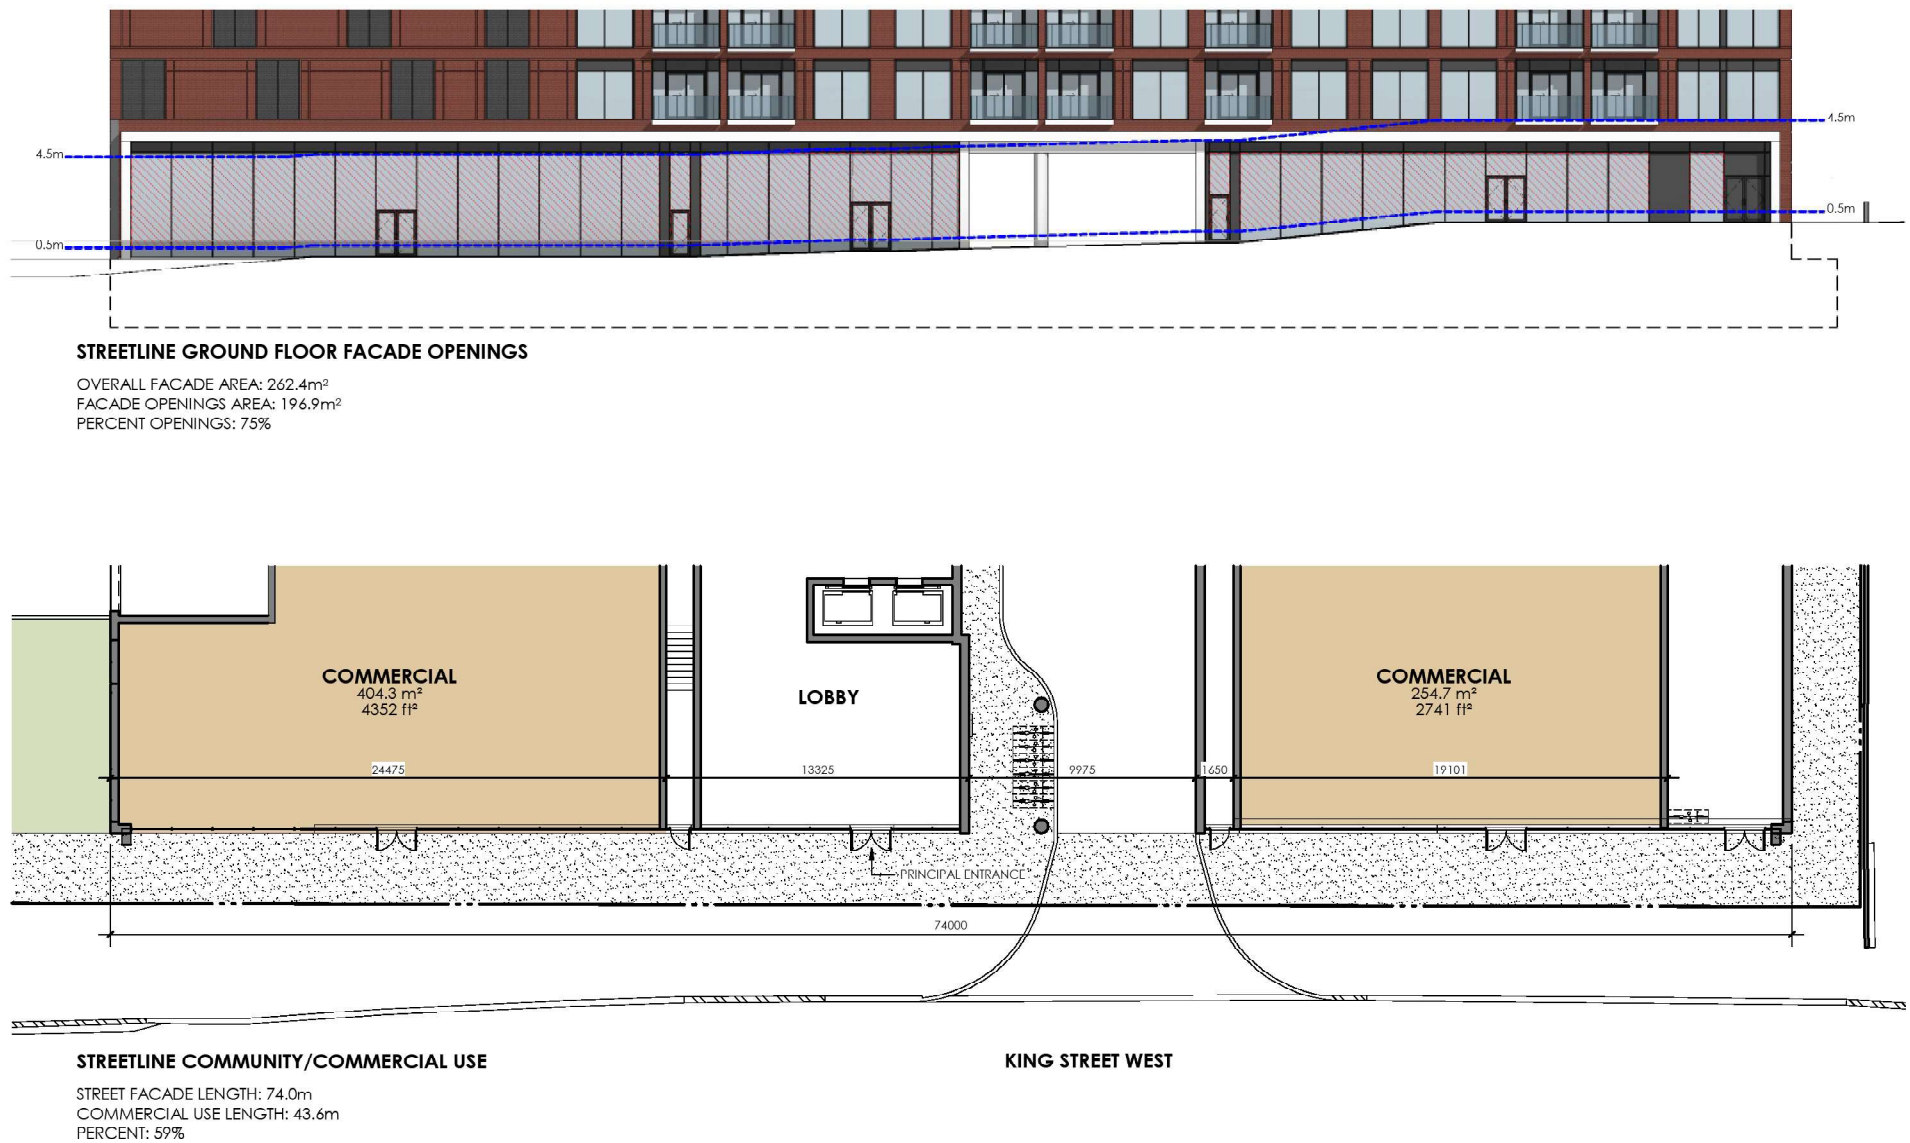 4.5m
4.5m
0.5m
0.5m
STREETLINE GROUND FLOOR FACADE OPENINGS
OVERALL FACADE AREA: 262.4m²
FACADE OPENINGS AREA: 196.9m²
PERCENT OPENINGS: 75%
COMMERCIAL
404.3 m²
4352 ft²
LOBBY
COMMERCIAL
254.7 m²
2741 ft²
24475
13325
9975
1650
19101
PRINCIPAL ENTRANCE
74000
STREETLINE COMMUNITY/COMMERCIAL USE
KING STREET WEST
STREET FACADE LENGTH: 74.0m
COMMERCIAL USE LENGTH: 43.6m
PERCENT: 59%